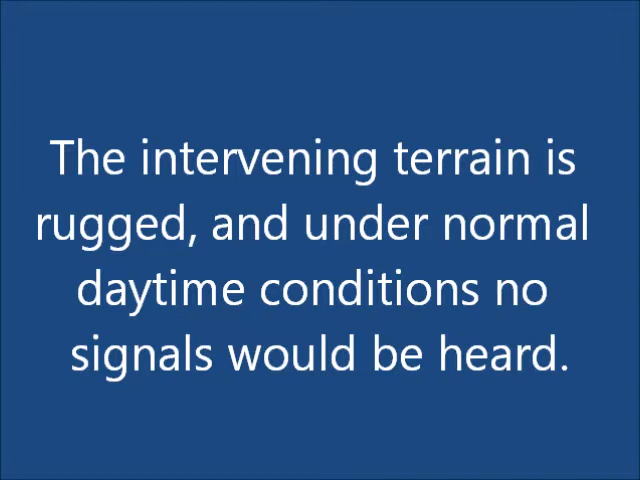 The intervening terrain is
rugged, and under normal
daytime conditions no
signals would be heard.